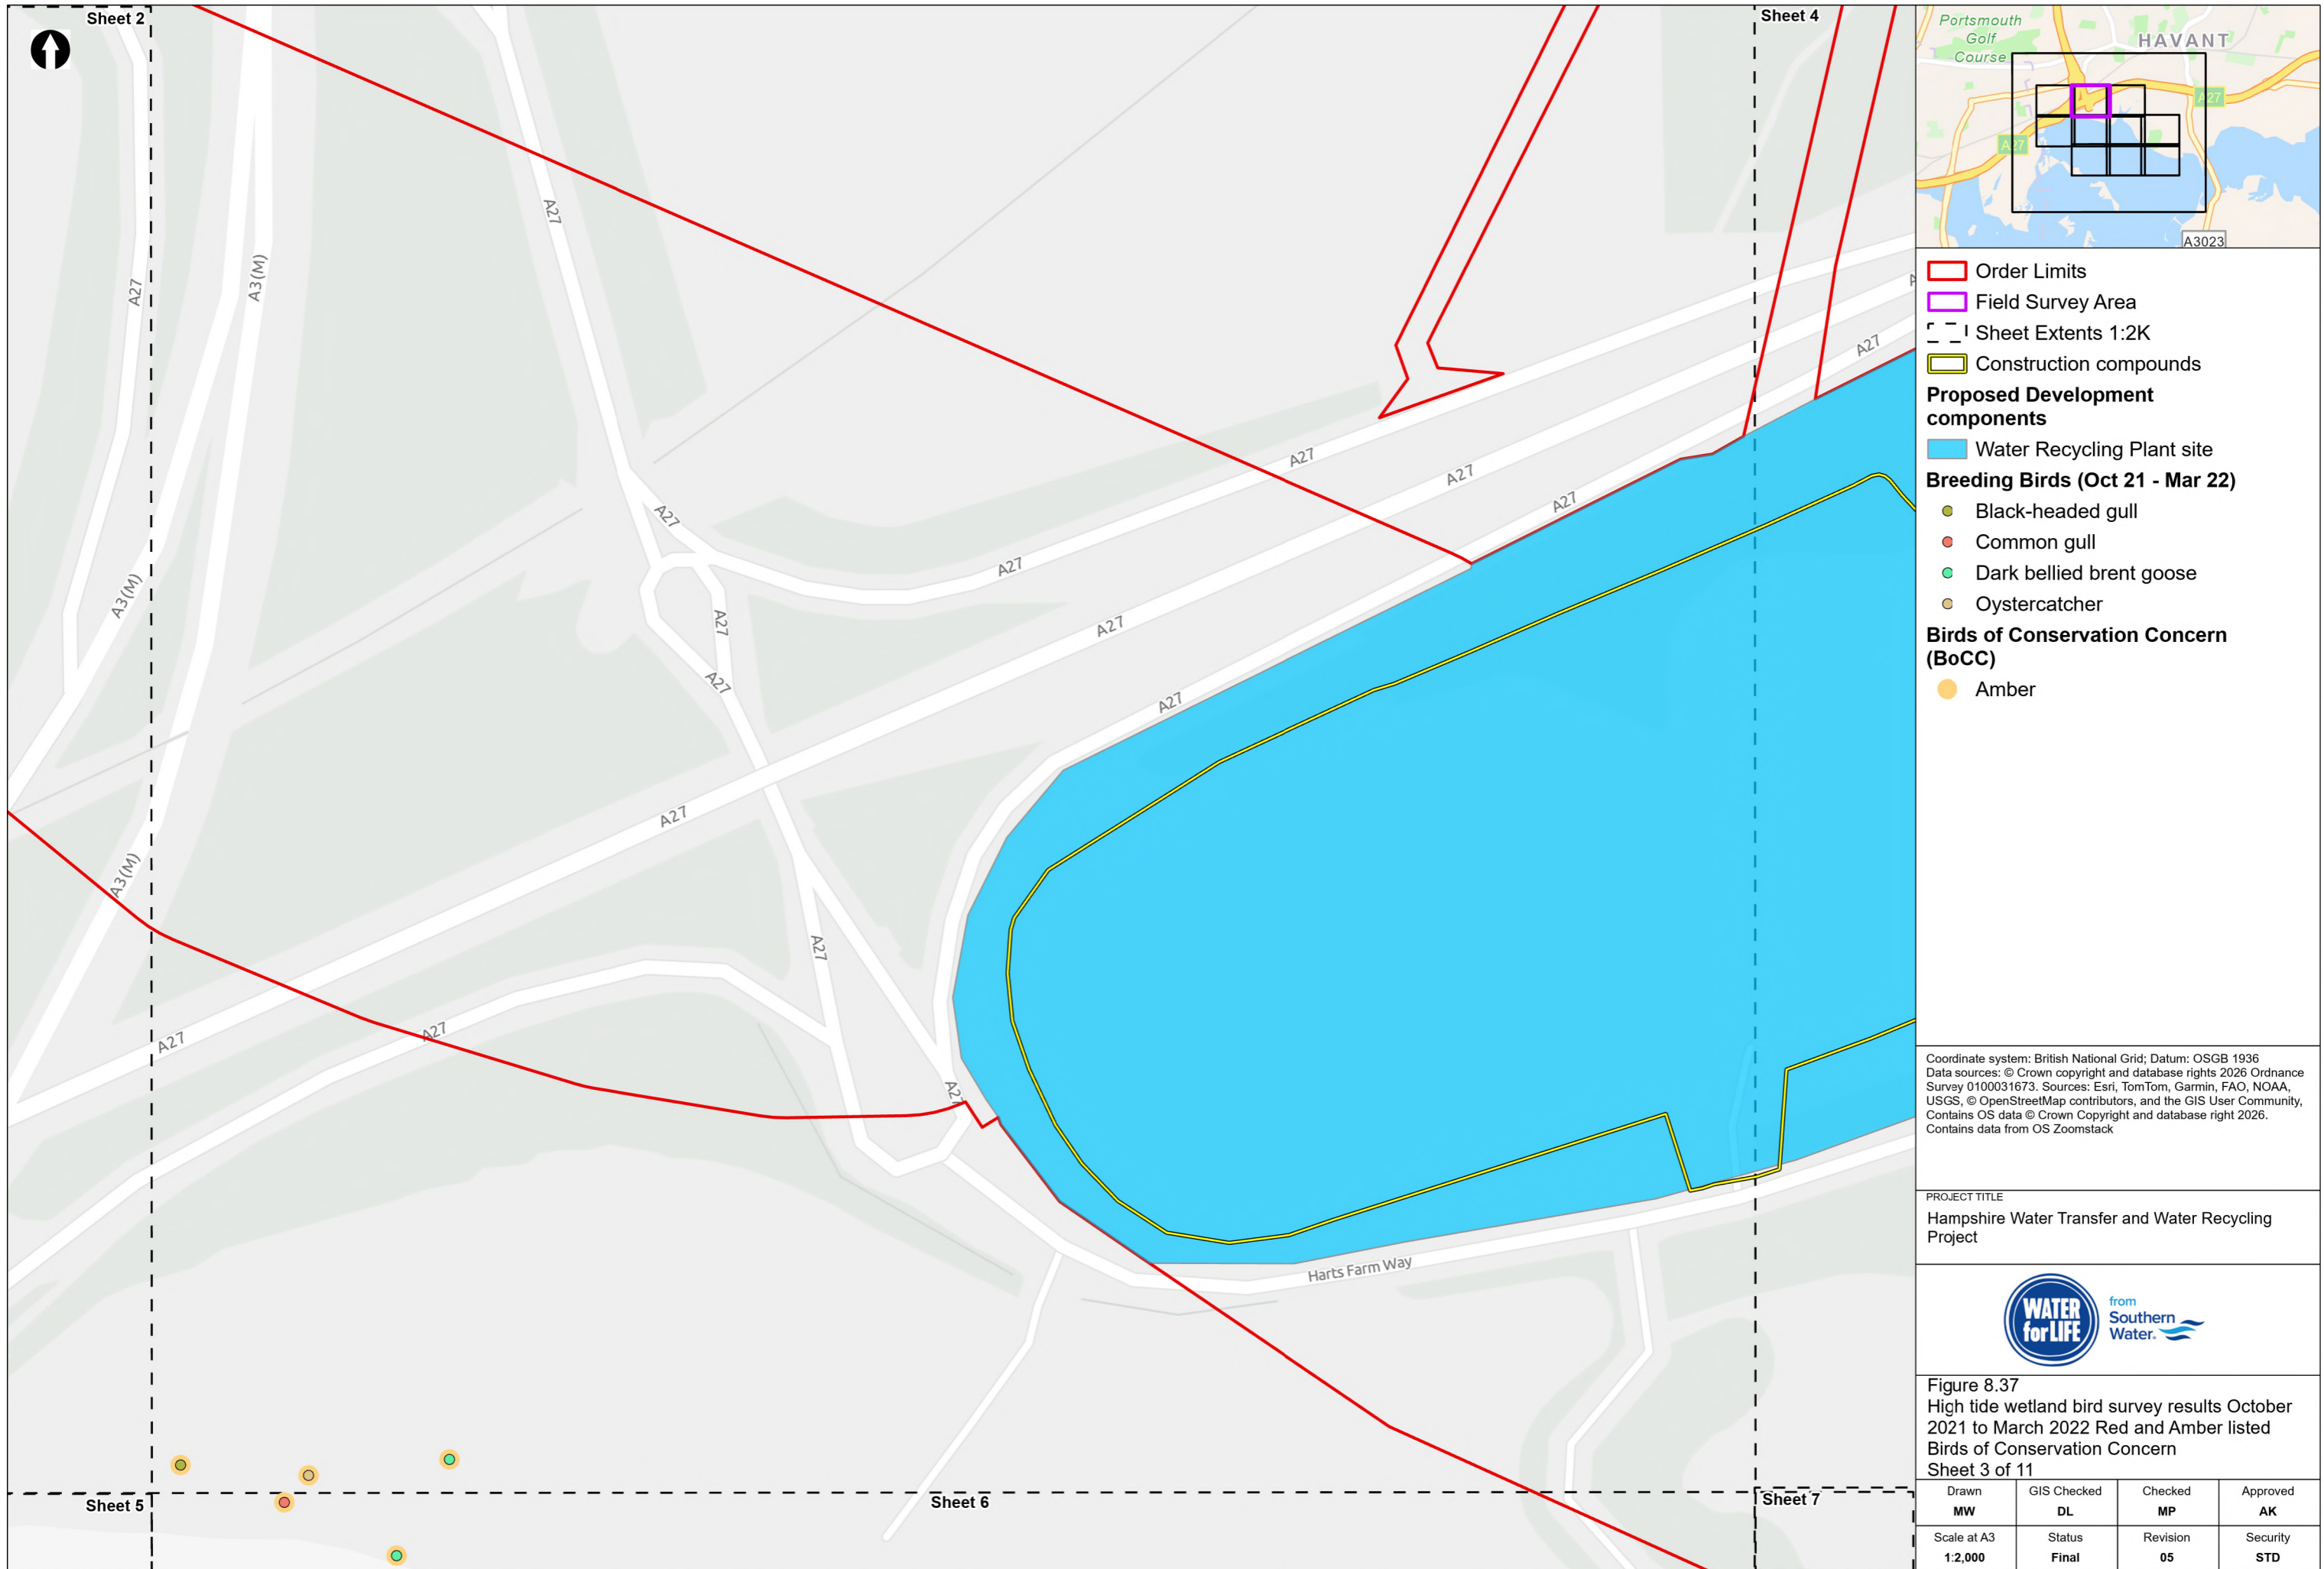 Sheet 2
Sheet 4
A27
A27
A3(M)
A27
A27
A27
A27
A27
A27
A27
A3(M)
A27
A27
A27
A27
A27
A3(M)
A27
A27
A27
A27
Harts Farm Way
Sheet 5
Sheet 6
Sheet 7
Portsmouth
Golf
Course
HAVANT
A27
A27
A3023
Order Limits
Field Survey Area
Sheet Extents 1:2K
Construction compounds
Proposed Development
components
Water Recycling Plant site
Breeding Birds (Oct 21 - Mar 22)
Black-headed gull
Common gull
Dark bellied brent goose
Oystercatcher
Birds of Conservation Concern
(BoCC)
Amber
Coordinate system: British National Grid; Datum: OSGB 1936
Data sources: © Crown copyright and database rights 2026 Ordnance
Survey 0100031673. Sources: Esri, TomTom, Garmin, FAO, NOAA,
USGS, © OpenStreetMap contributors, and the GIS User Community,
Contains OS data © Crown Copyright and database right 2026.
Contains data from OS Zoomstack
PROJECT TITLE
Hampshire Water Transfer and Water Recycling
Project
WATER
for LIFE
from
Southern
Water.
Figure 8.37
High tide wetland bird survey results October
2021 to March 2022 Red and Amber listed
Birds of Conservation Concern
Sheet 3 of 11
Drawn GIS Checked Checked Approved
MW DL MP AK
Scale at A3 Status Revision Security
1:2,000 Final 05 STD